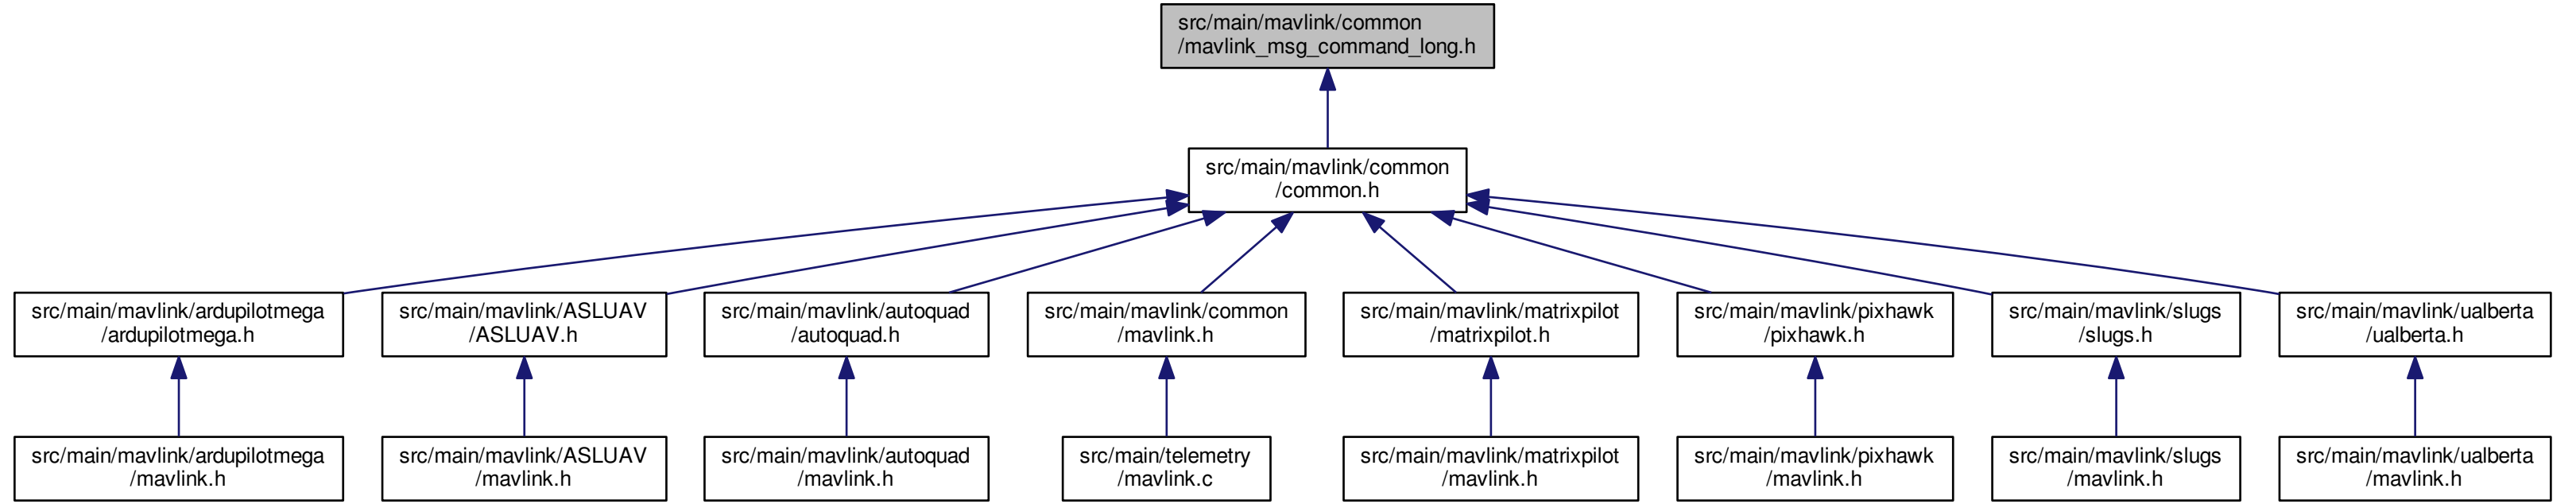 src/main/mavlink/common
/mavlink_msg_command_long.h
src/main/mavlink/common
/common.h
src/main/mavlink/ardupilotmega
/ardupilotmega.h
src/main/mavlink/ASLUAV
/ASLUAV.h
src/main/mavlink/autoquad
/autoquad.h
src/main/mavlink/common
/mavlink.h
src/main/mavlink/matrixpilot
/matrixpilot.h
src/main/mavlink/pixhawk
/pixhawk.h
src/main/mavlink/slugs
/slugs.h
src/main/mavlink/ualberta
/ualberta.h
src/main/mavlink/ardupilotmega
/mavlink.h
src/main/mavlink/ASLUAV
/mavlink.h
src/main/mavlink/autoquad
/mavlink.h
src/main/telemetry
/mavlink.c
src/main/mavlink/matrixpilot
/mavlink.h
src/main/mavlink/pixhawk
/mavlink.h
src/main/mavlink/slugs
/mavlink.h
src/main/mavlink/ualberta
/mavlink.h